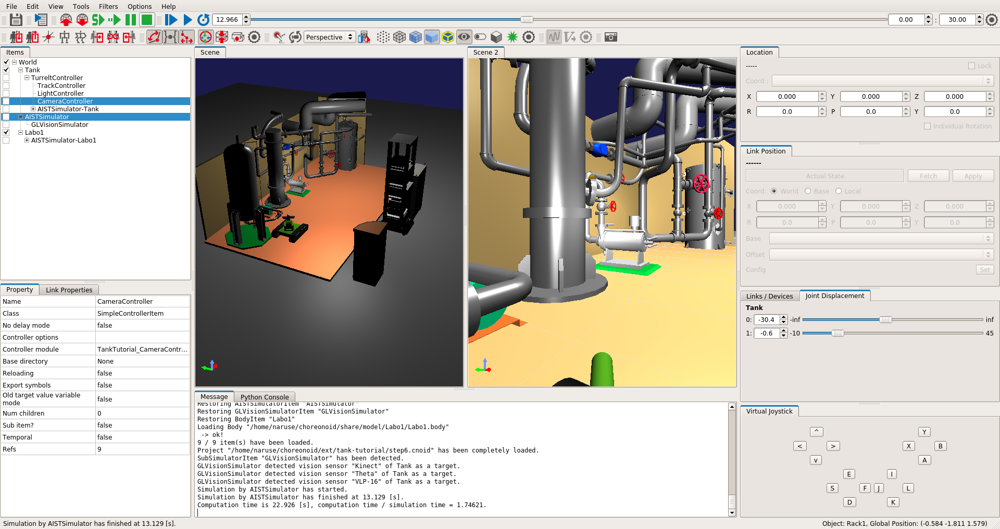 File Edit View Tools Filters Options Help
12.966 0.00 : 30.00
Perspective
Items
World
Tank
TurreltController
TrackController
LightController
CameraController
AISTSimulator-Tank
AISTSimulator
GLVisionSimulator
Labo1
AISTSimulator-Labo1
Property Link Properties
Name CameraController
Class SimpleControllerItem
No delay mode false
Controller options
Controller module TankTutorial_CameraContr...
Base directory None
Reloading false
Export symbols false
Old target value variable
mode false
Num children 0
Sub item? false
Temporal false
Refs 9
Scene
Scene 2
Message Python Console
Restoring AISTSimulatorItem "AISTSimulator"
Restoring GLVisionSimulatorItem "GLVisionSimulator"
Restoring BodyItem "Labo1"
Loading Body "/home/naruse/choreonoid/share/model/Labo1/Labo1.body"
-> ok!
9 / 9 item(s) have been loaded.
Project "/home/naruse/choreonoid/ext/tank-tutorial/step6.cnoid" has been completely loaded.
SubSimulatorItem "GLVisionSimulator" has been detected.
GLVisionSimulator detected vision sensor "Kinect" of Tank as a target.
GLVisionSimulator detected vision sensor "Theta" of Tank as a target.
GLVisionSimulator detected vision sensor "VLP-16" of Tank as a target.
Simulation by AISTSimulator has started.
Simulation by AISTSimulator has finished at 13.129 [s].
Computation time is 22.926 [s], computation time / simulation time = 1.74621.
Location
-----
Lock
Coord :
X 0.000 Y 0.000 Z 0.000
R 0.0 P 0.0 Y 0.0
Individual Rotation
Link Position
------
Actual State Fetch Apply
Coord: World Base Local
X 0.000 Y 0.000 Z 0.000
R 0.0 P 0.0 Y 0.0
Base
Offset
Config Set
Links / Devices Joint Displacement
Tank
0: -30.4 -inf inf
1: -0.6 -10 45
Virtual Joystick
^ Y
< > X B
v A
E I
S F J L
D K
Simulation by AISTSimulator has finished at 13.129 [s].
Object: Rack1, Global Position: (-0.584 -1.811 1.579)